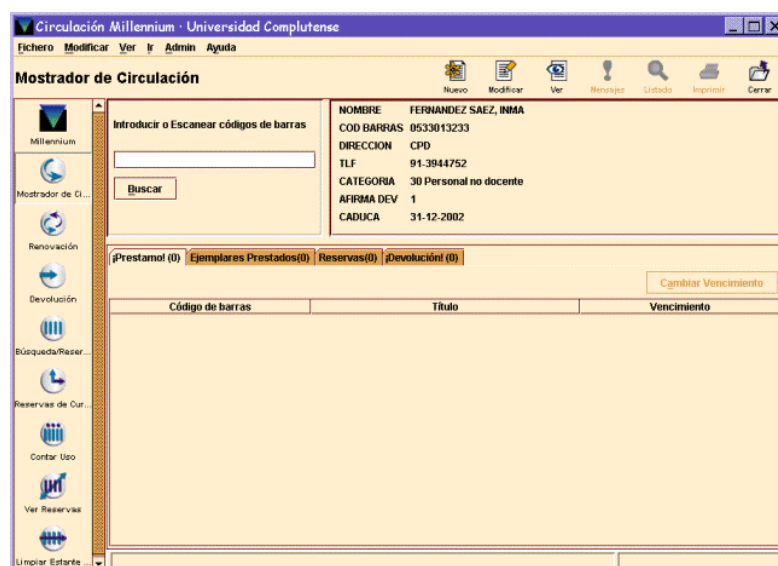 Circulación Millennium · Universidad Complutense
Fichero Modificar Ver Ir Admin Ayuda
Mostrador de Circulación
Nuevo Modificar Ver Mensajes Listado Imprimir Cerrar
Millennium
Mostrador de Ci...
Renovación
Devolución
Búsqueda/Reser...
Reservas de Cur...
Contar Uso
Ver Reservas
Limpiar Estante ...
Introducir o Escanear códigos de barras
Buscar
NOMBRE FERNANDEZ SAEZ, INMA
COD BARRAS 0533013233
DIRECCION CPD
TLF 91-3944752
CATEGORIA 30 Personal no docente
AFIRMA DEV 1
CADUCA 31-12-2002
¡Prestamo! (0) Ejemplares Prestados(0) Reservas(0) ¡Devolución! (0)
Cambiar Vencimiento
Código de barras Título Vencimiento